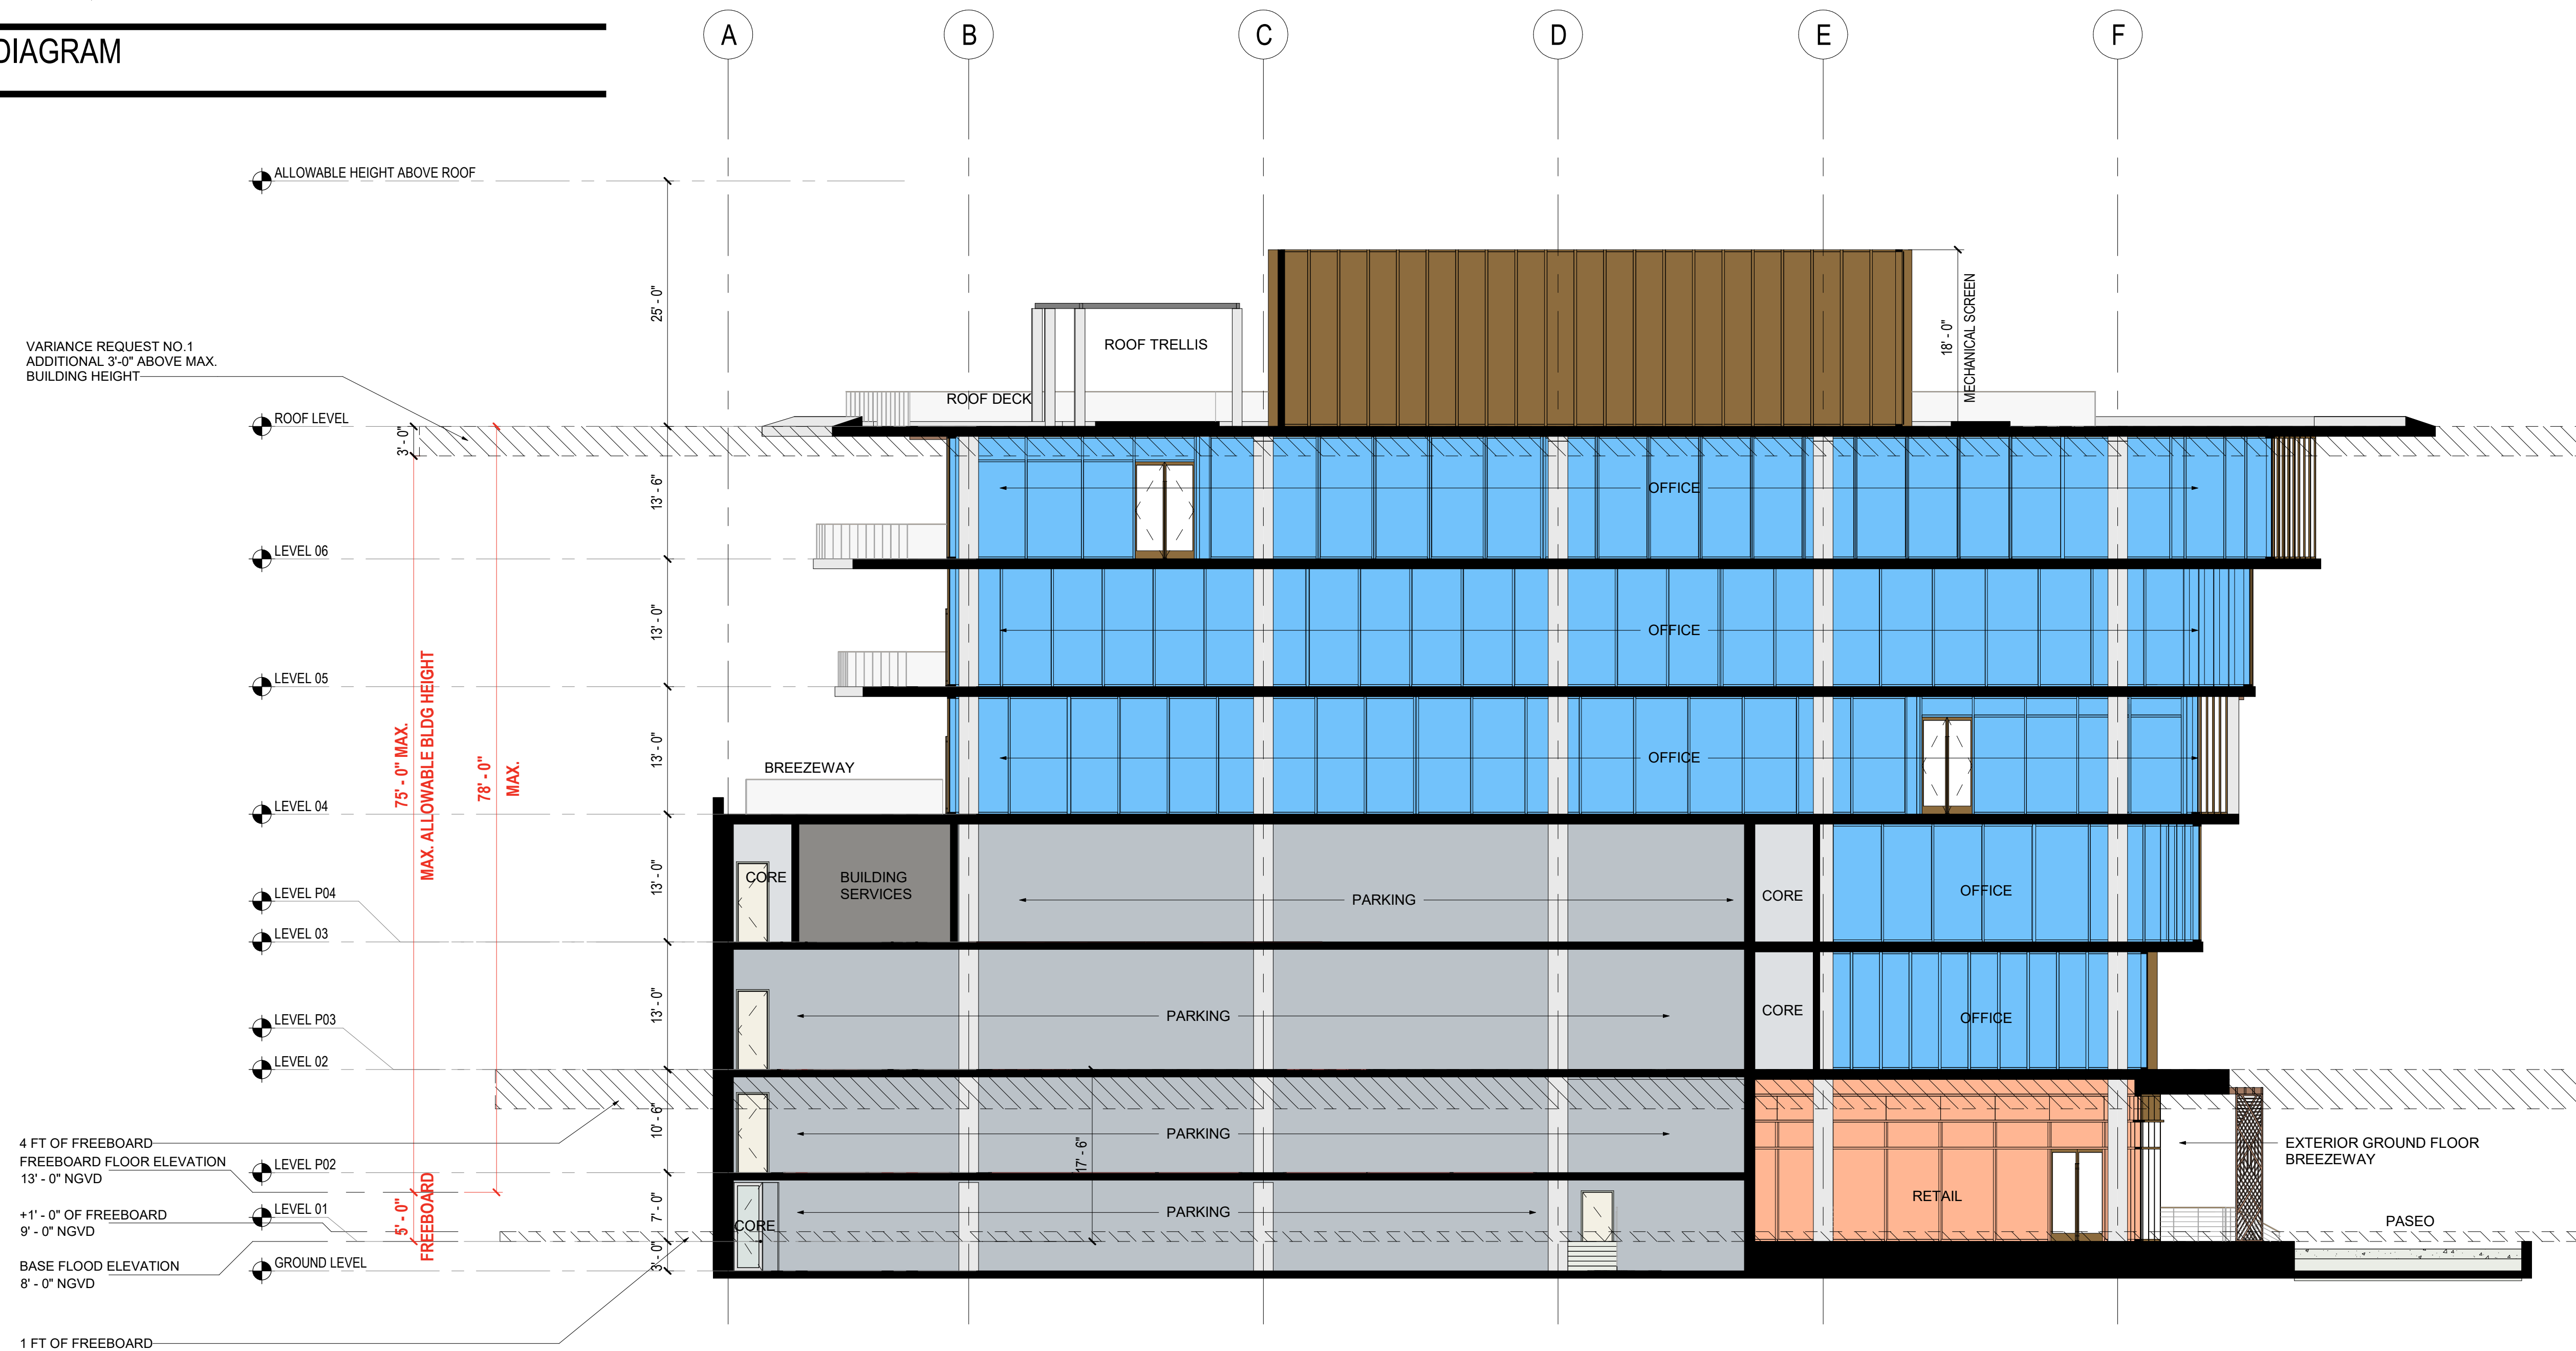 DIAGRAM
A
B
C
D
E
F
ALLOWABLE HEIGHT ABOVE ROOF
25' - 0"
18' - 0"
MECHANICAL SCREEN
ROOF TRELLIS
ROOF DECK
VARIANCE REQUEST NO.1
ADDITIONAL 3'-0" ABOVE MAX.
BUILDING HEIGHT
ROOF LEVEL
3' - 0"
13' - 6"
OFFICE
LEVEL 06
13' - 0"
OFFICE
LEVEL 05
75' - 0" MAX.
MAX. ALLOWABLE BLDG HEIGHT
78' - 0"
MAX.
13' - 0"
OFFICE
BREEZEWAY
LEVEL 04
13' - 0"
CORE
BUILDING
SERVICES
PARKING
CORE
OFFICE
LEVEL P04
LEVEL 03
13' - 0"
PARKING
CORE
OFFICE
LEVEL P03
LEVEL 02
10' - 6"
17' - 6"
PARKING
4 FT OF FREEBOARD
FREEBOARD FLOOR ELEVATION
13' - 0" NGVD
LEVEL P02
EXTERIOR GROUND FLOOR
BREEZEWAY
5' - 0"
FREEBOARD
+1' - 0" OF FREEBOARD
9' - 0" NGVD
LEVEL 01
7' - 0"
CORE
PARKING
RETAIL
PASEO
BASE FLOOD ELEVATION
8' - 0" NGVD
GROUND LEVEL
3' - 0"
1 FT OF FREEBOARD